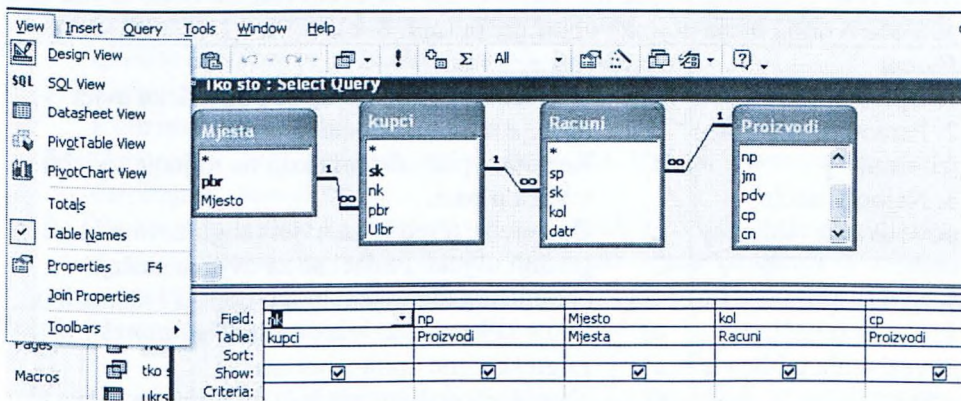 View Insert Query Tools Window Help
Design View
SQL SQL View
Datasheet View
PivotTable View
PivotChart View
Totals
Table Names
Properties F4
Join Properties
Toolbars
All
Tko sto : Select Query
Mjesta
*
pbr
Mjesto
kupci
*
sk
nk
pbr
Ulbr
Racuni
*
sp
sk
kol
datr
Proizvodi
np
jm
pdv
cp
cn
1 ∞ 1 ∞ ∞ 1
Pages
Macros
tko s
ukrs
Field: nk np Mjesto kol cp
Table: kupci Proizvodi Mjesta Racuni Proizvodi
Sort:
Show:
Criteria: